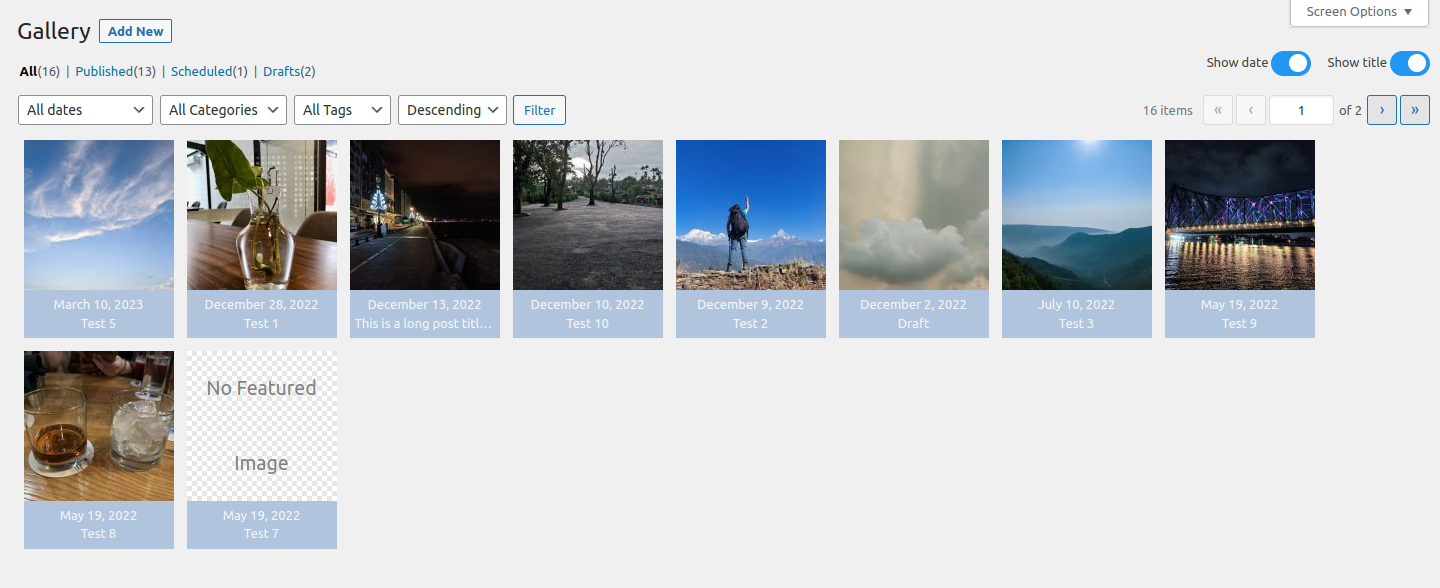 Screen Options
Gallery Add New
All(16) | Published(13) | Scheduled(1) | Drafts(2)
Show date Show title
All dates All Categories All Tags Descending Filter
16 items « ‹ 1 of 2 › »
March 10, 2023 December 28, 2022 December 13, 2022 December 10, 2022 December 9, 2022 December 2, 2022 July 10, 2022 May 19, 2022
Test 5 Test 1 This is a long post titl... Test 10 Test 2 Draft Test 3 Test 9
No Featured
Image
May 19, 2022 May 19, 2022
Test 8 Test 7